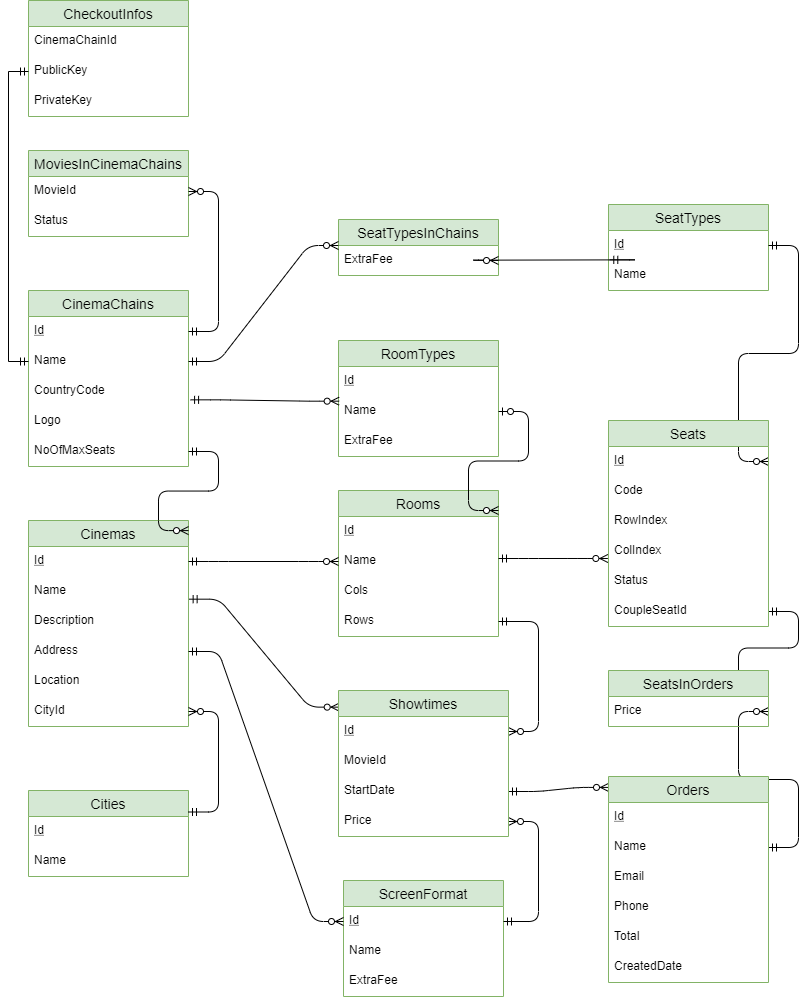 CheckoutInfos
CinemaChainId
PublicKey
PrivateKey
MoviesInCinemaChains
MovieId
Status
CinemaChains
Id
Name
CountryCode
Logo
NoOfMaxSeats
Cinemas
Id
Name
Description
Address
Location
CityId
Cities
Id
Name
SeatTypesInChains
ExtraFee
RoomTypes
Id
Name
ExtraFee
Rooms
Id
Name
Cols
Rows
Showtimes
Id
MovieId
StartDate
Price
ScreenFormat
Id
Name
ExtraFee
SeatTypes
Id
Name
Seats
Id
Code
RowIndex
ColIndex
Status
CoupleSeatId
SeatsInOrders
Price
Orders
Id
Name
Email
Phone
Total
CreatedDate